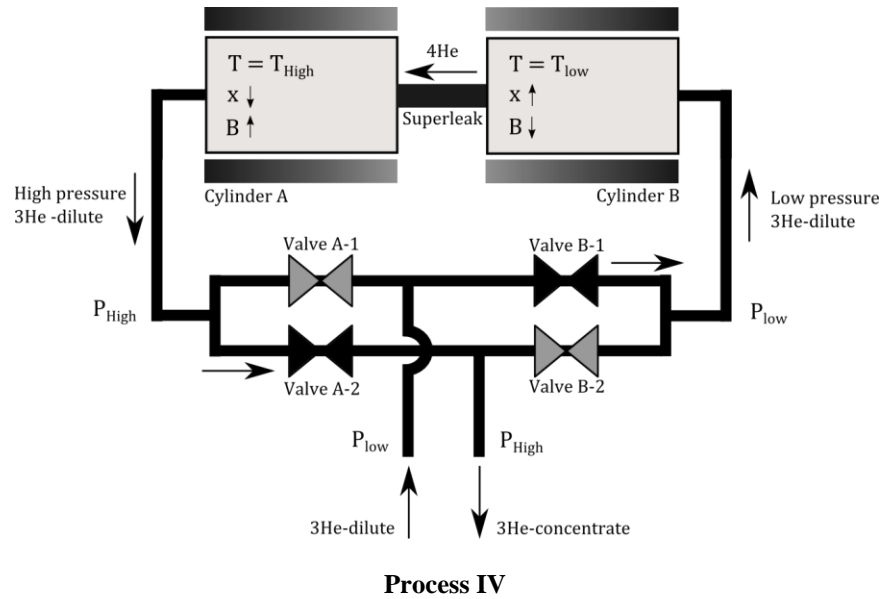 T = T_High
x ↓
B ↑
Cylinder A
4He
Superleak
T = T_low
x ↑
B ↓
Cylinder B
High pressure
3He -dilute
Low pressure
3He-dilute
Valve A-1
Valve B-1
P_High
P_low
Valve A-2
Valve B-2
P_low
P_High
3He-dilute
3He-concentrate
Process IV